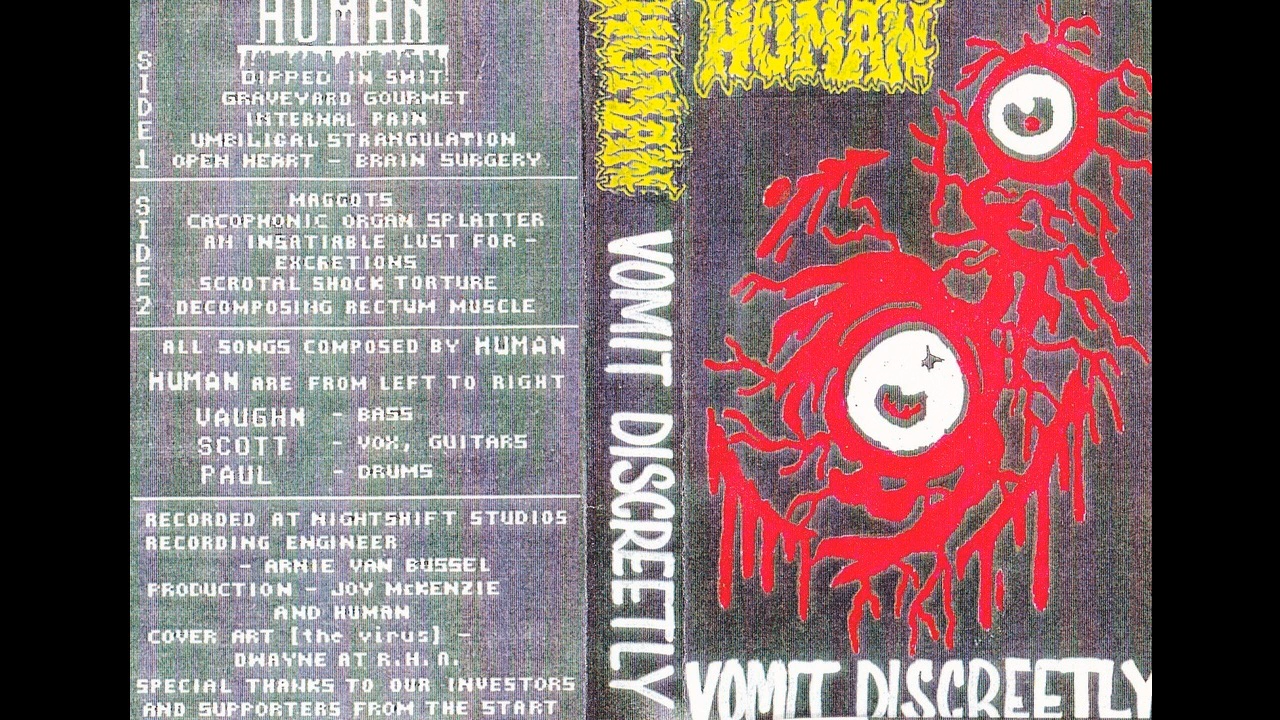 HUMAN
SIDE 1
DIPPED IN SHIT
GRAVEYARD GOURMET
INTERNAL PAIN
UMBILICAL STRANGULATION
OPEN HEART - BRAIN SURGERY
SIDE 2
MAGGOTS
CACOPHONIC ORGAN SPLATTER
AN INSATIABLE LUST FOR -
EXCRETIONS
SCROTAL SHOCK TORTURE
DECOMPOSING RECTUM MUSCLE
ALL SONGS COMPOSED BY HUMAN
HUMAN ARE FROM LEFT TO RIGHT
VAUGHN - BASS
SCOTT - VOX, GUITARS
PAUL - DRUMS
RECORDED AT NIGHTSHIFT STUDIOS
RECORDING ENGINEER
- ARNIE VAN BUSSEL
PRODUCTION - JOY McKENZIE
AND HUMAN
COVER ART [the virus] -
DWAYNE AT R.H.A.
SPECIAL THANKS TO OUR INVESTORS
AND SUPPORTERS FROM THE START
HUMAN
VOMIT DISCREETLY
HUMAN
VOMIT DISCREETLY